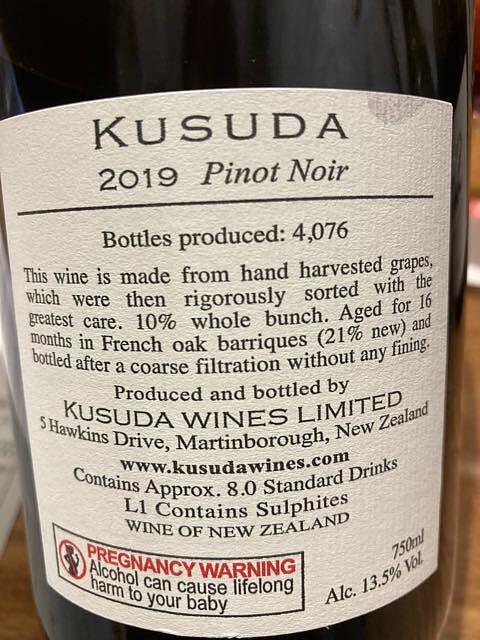 KUSUDA
2019 Pinot Noir
Bottles produced: 4,076
This wine is made from hand harvested grapes,
which were then rigorously sorted with the
greatest care. 10% whole bunch. Aged for 16
months in French oak barriques (21% new) and
bottled after a coarse filtration without any fining.
Produced and bottled by
KUSUDA WINES LIMITED
5 Hawkins Drive, Martinborough, New Zealand
www.kusudawines.com
Contains Approx. 8.0 Standard Drinks
L1 Contains Sulphites
WINE OF NEW ZEALAND
PREGNANCY WARNING
Alcohol can cause lifelong
harm to your baby
750ml
Alc. 13.5% Vol.